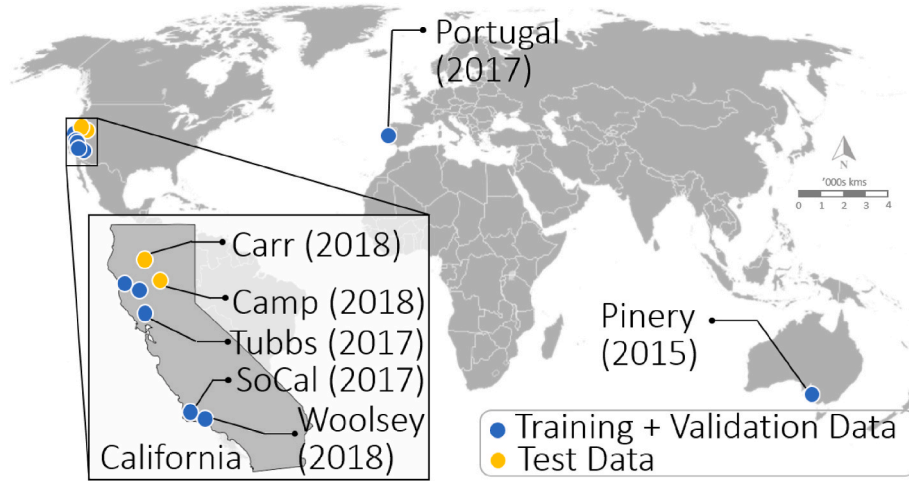 Portugal
(2017)
N
'000s kms
0 1 2 3 4
Carr (2018)
Camp (2018)
Tubbs (2017)
SoCal (2017)
Woolsey
(2018)
California
Pinery
(2015)
Training + Validation Data
Test Data